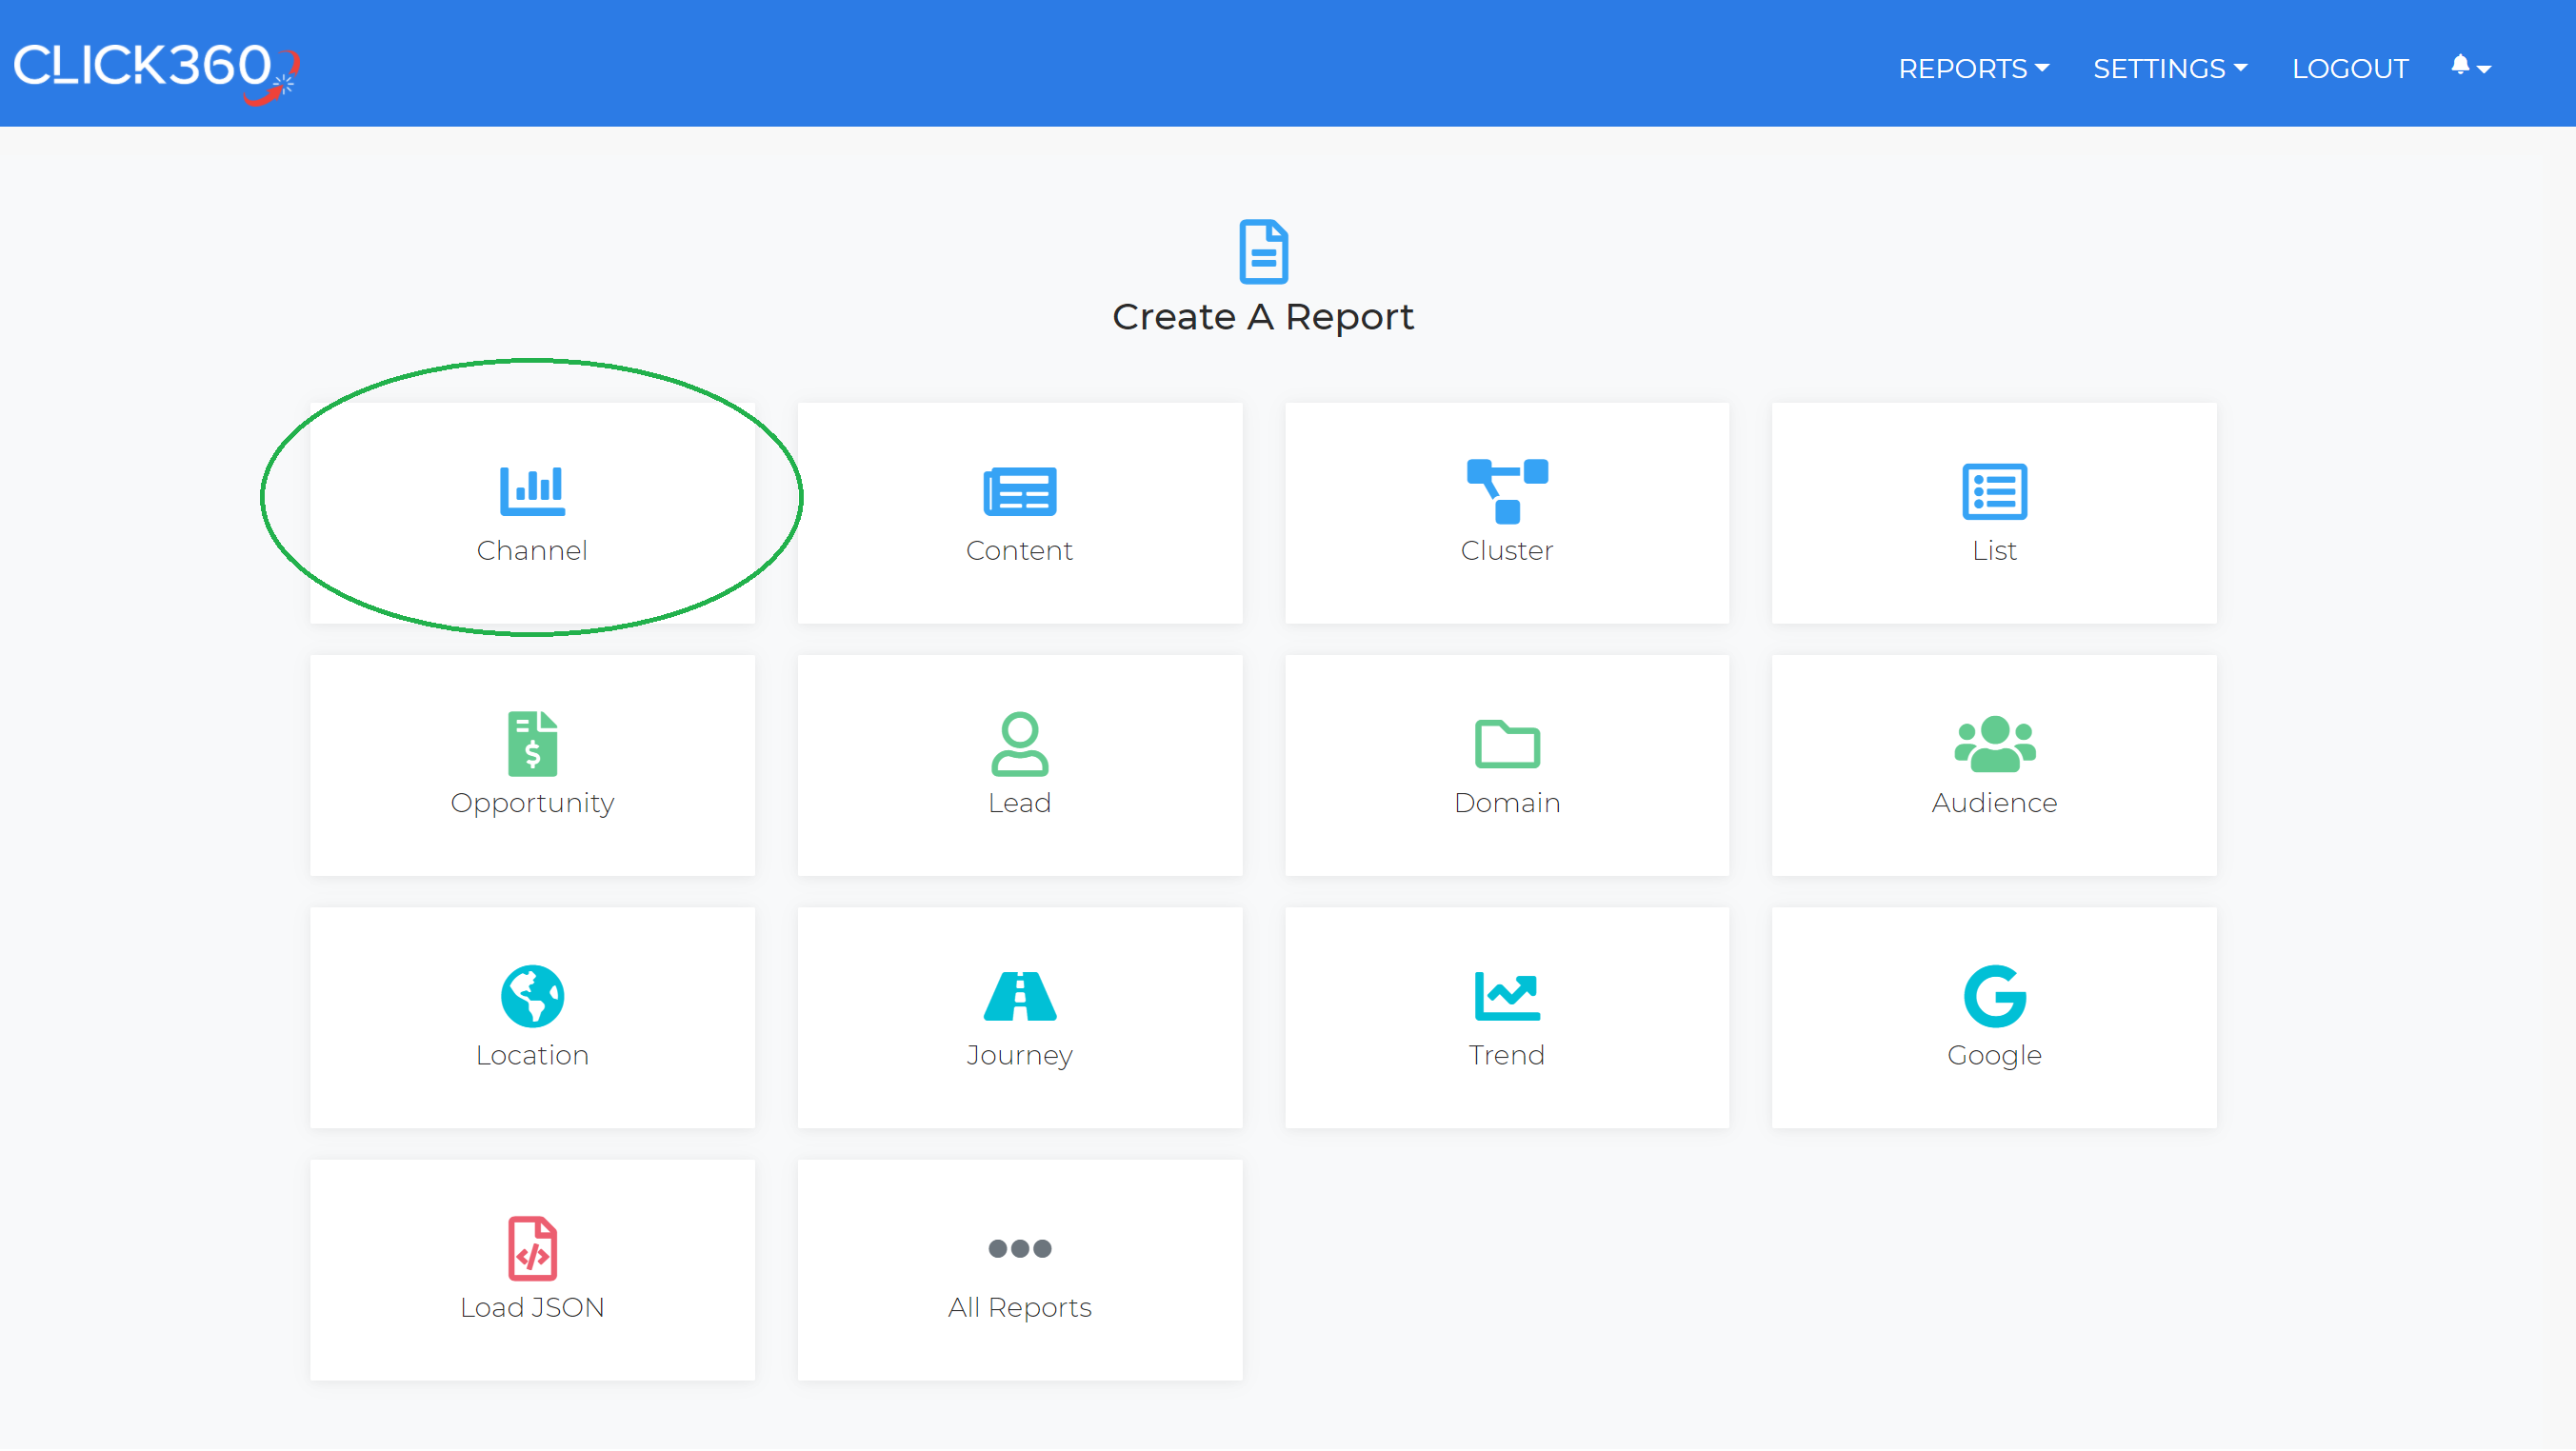 CLICK360
REPORTS SETTINGS LOGOUT
Create A Report
Channel Content Cluster List
Opportunity Lead Domain Audience
Location Journey Trend Google
Load JSON All Reports